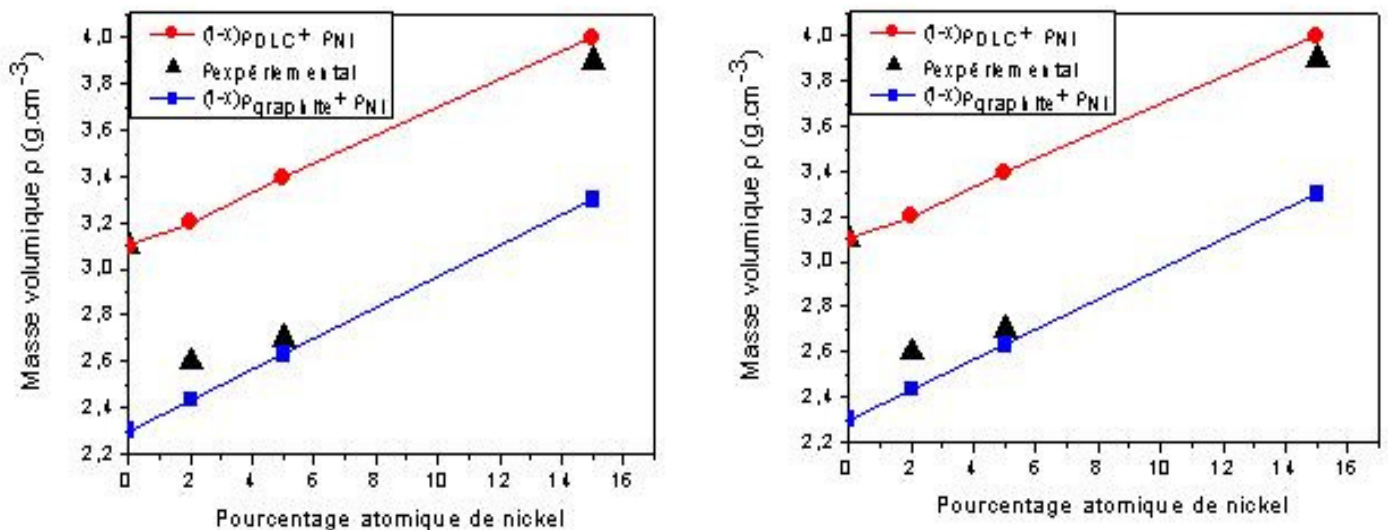 (1-x)ρDLC+ ρNI
ρexpériemental
(1-x)ρgraphite+ ρNI
Masse volumique ρ (g.cm-3)
4,0
3,8
3,6
3,4
3,2
3,0
2,8
2,6
2,4
2,2
0 2 4 6 8 10 12 14 16
Pourcentage atomique de nickel
(1-x)ρDLC+ ρNI
ρexpériemental
(1-x)ρgraphite+ ρNI
Masse volumique ρ (g.cm-3)
4,0
3,8
3,6
3,4
3,2
3,0
2,8
2,6
2,4
2,2
0 2 4 6 8 10 12 14 16
Pourcentage atomique de nickel